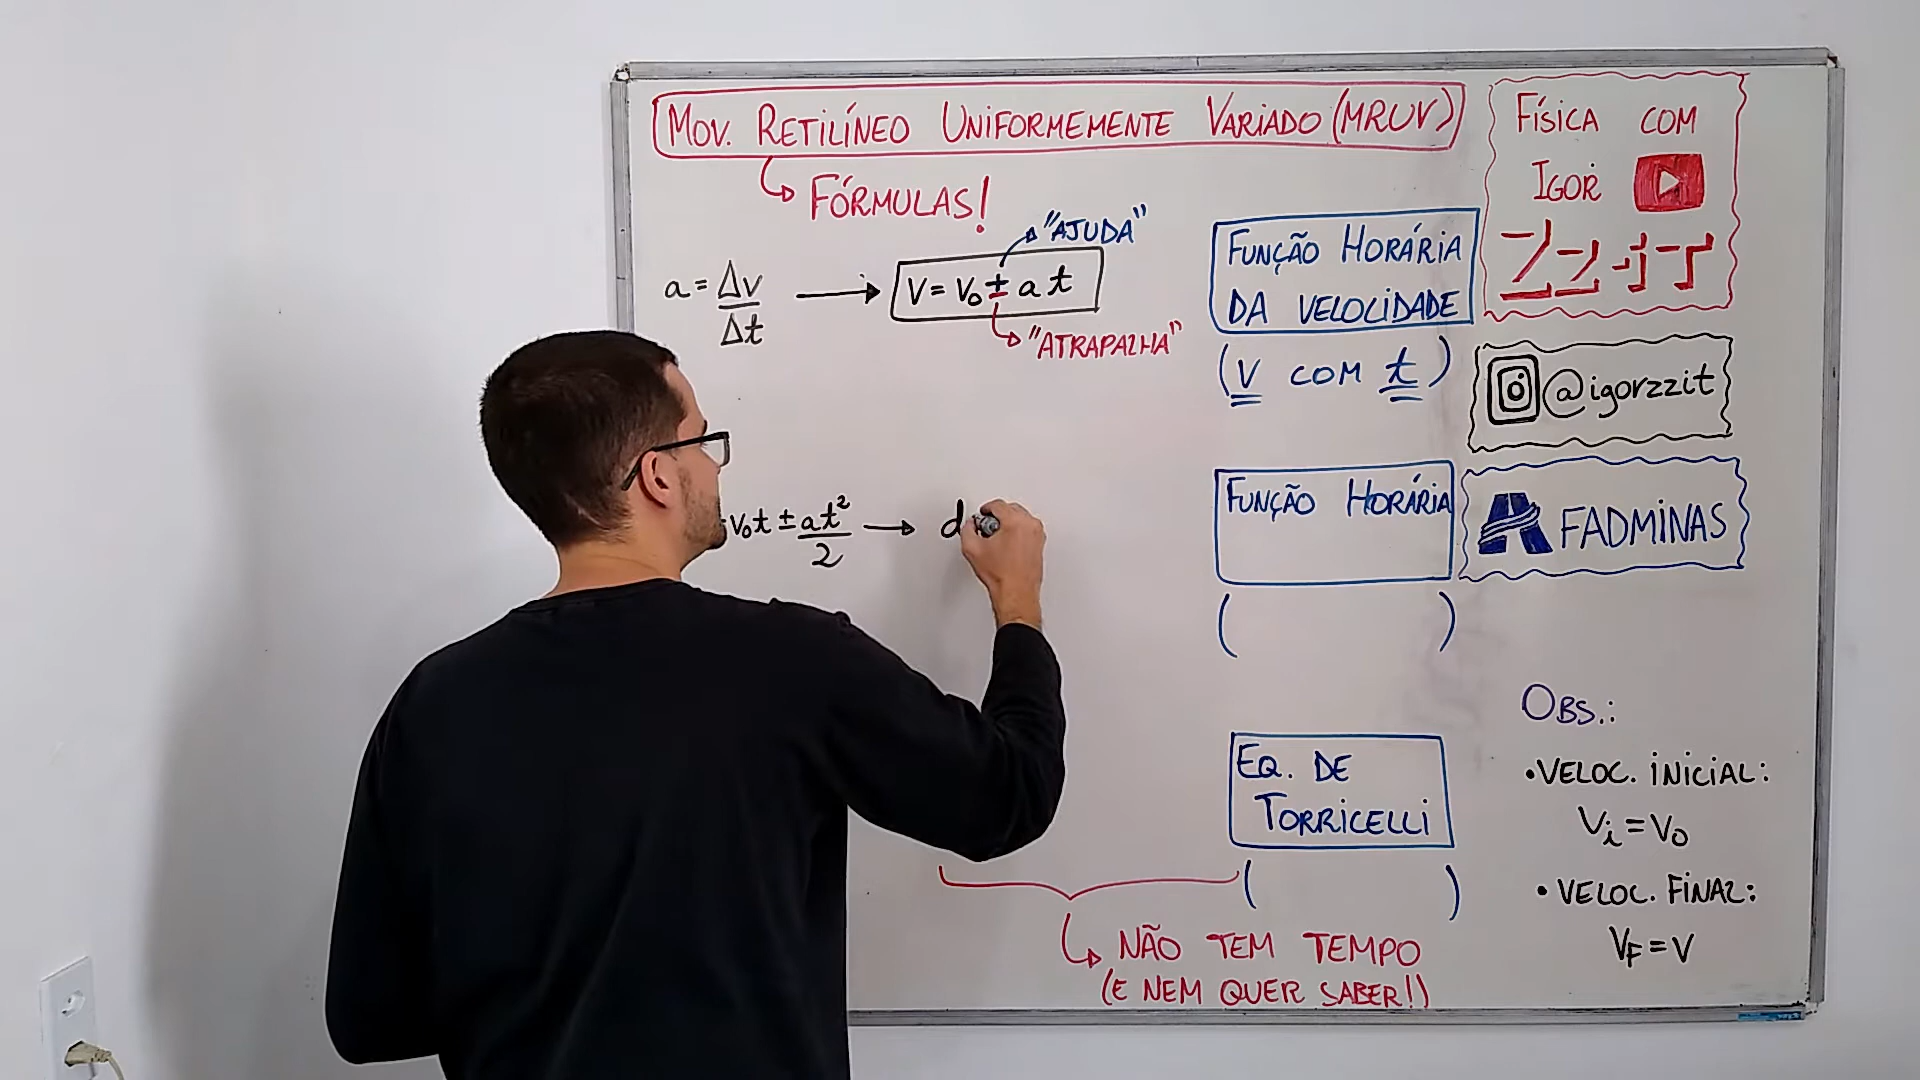 MOV. RETILÍNEO UNIFORMEMENTE VARIADO (MRUV)
FÓRMULAS!
a = Δv/Δt → V = V₀ ± a t
"AJUDA"
"ATRAPALHA"
FUNÇÃO HORÁRIA
DA VELOCIDADE
(V COM t)
V₀t ± at²/2 → d
FUNÇÃO HORÁRIA
( )
EQ. DE
TORRICELLI
( )
NÃO TEM TEMPO
(E NEM QUER SABER!)
FÍSICA COM
IGOR
ZZiT
@igorzzit
FADMINAS
OBS.:
• VELOC. INICIAL:
Vi = V₀
• VELOC. FINAL:
VF = V